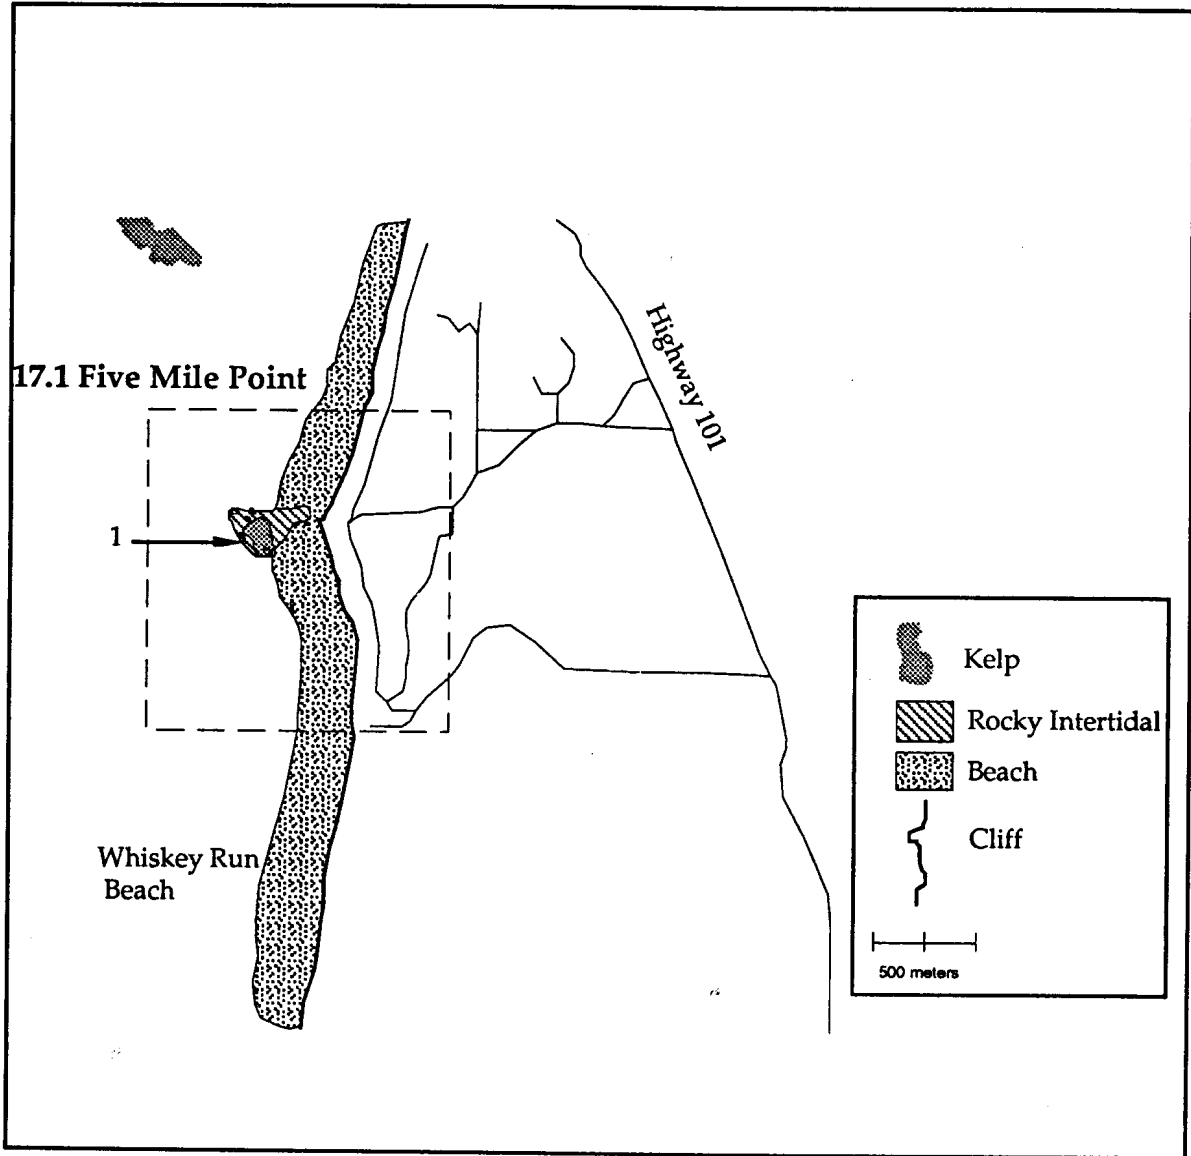 17.1 Five Mile Point
Highway 101
1
Whiskey Run
Beach
Kelp
Rocky Intertidal
Beach
Cliff
500 meters